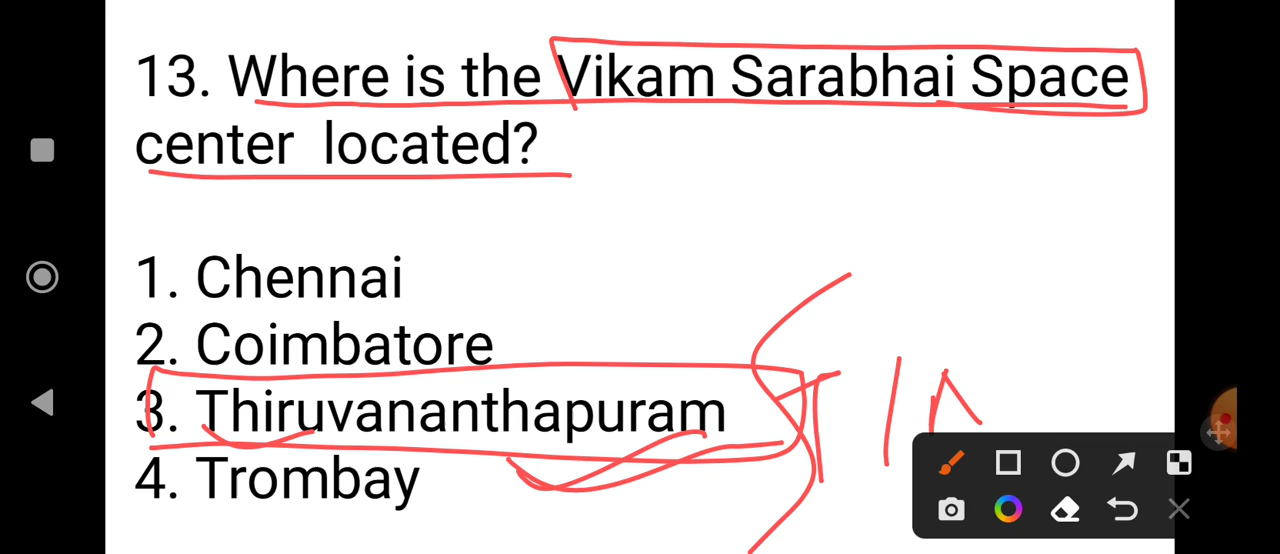 13. Where is the Vikam Sarabhai Space
center located?
1. Chennai
2. Coimbatore
3. Thiruvananthapuram
4. Trombay